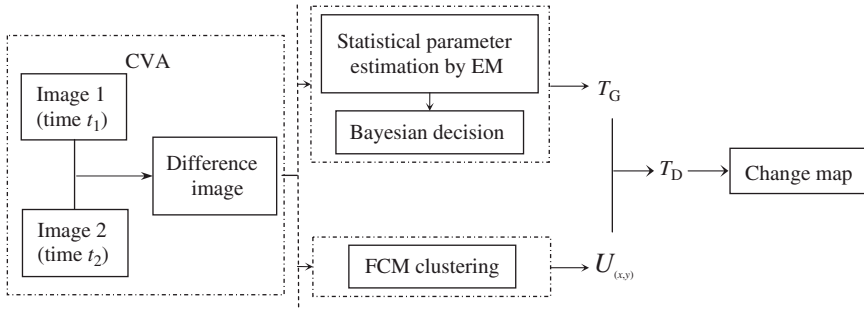 CVA
Image 1
(time t1)
Image 2
(time t2)
Difference
image
Statistical parameter
estimation by EM
Bayesian decision
FCM clustering
TG
U(x,y)
TD
Change map